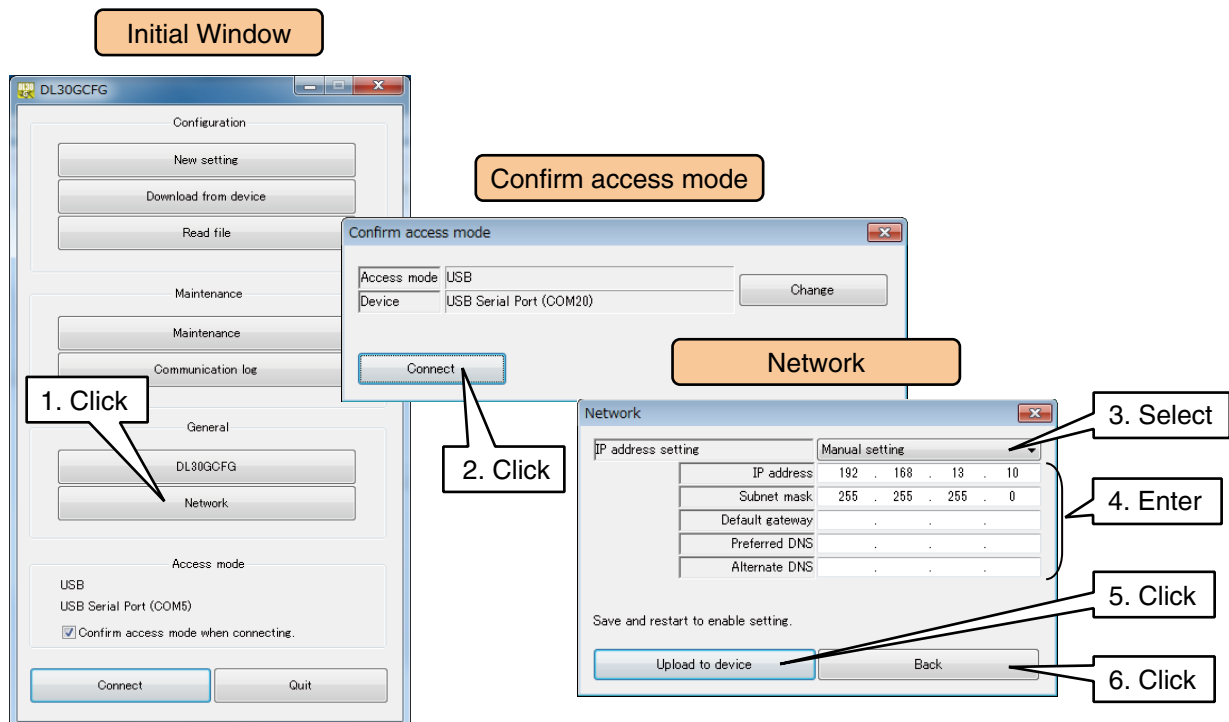 Initial Window
DL30GCFG
Configuration
New setting
Download from device
Read file
Maintenance
Maintenance
Communication log
1. Click
General
DL30GCFG
Network
Access mode
USB
USB Serial Port (COM5)
Confirm access mode when connecting.
Connect
Quit
Confirm access mode
Confirm access mode
Access mode USB
Device USB Serial Port (COM20)
Change
Connect
2. Click
Network
Network
IP address setting Manual setting
3. Select
IP address 192 . 168 . 13 . 10
Subnet mask 255 . 255 . 255 . 0
Default gateway . . .
Preferred DNS . . .
Alternate DNS . . .
4. Enter
Save and restart to enable setting.
5. Click
Upload to device
Back
6. Click